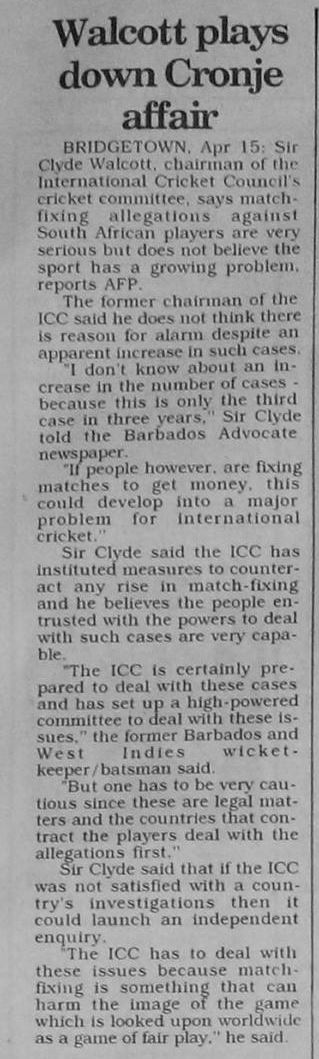 Walcott plays
down Cronje
affair
BRIDGETOWN, Apr 15: Sir
Clyde Walcott, chairman of the
International Cricket Council's
cricket committee, says match-
fixing allegations against
South African players are very
serious but does not believe the
sport has a growing problem,
reports AFP.
The former chairman of the
ICC said he does not think there
is reason for alarm despite an
apparent increase in such cases.
"I don't know about an in-
crease in the number of cases -
because this is only the third
case in three years," Sir Clyde
told the Barbados Advocate
newspaper.
"If people however, are fixing
matches to get money, this
could develop into a major
problem for international
cricket."
Sir Clyde said the ICC has
instituted measures to counter-
act any rise in match-fixing
and he believes the people en-
trusted with the powers to deal
with such cases are very capa-
ble.
"The ICC is certainly pre-
pared to deal with these cases
and has set up a high-powered
committee to deal with these is-
sues," the former Barbados and
West Indies wicket-
keeper/batsman said.
"But one has to be very cau-
tious since these are legal mat-
ters and the countries that con-
tract the players deal with the
allegations first."
Sir Clyde said that if the ICC
was not satisfied with a coun-
try's investigations then it
could launch an independent
enquiry.
"The ICC has to deal with
these issues because match-
fixing is something that can
harm the image of the game
which is looked upon worldwide
as a game of fair play," he said.